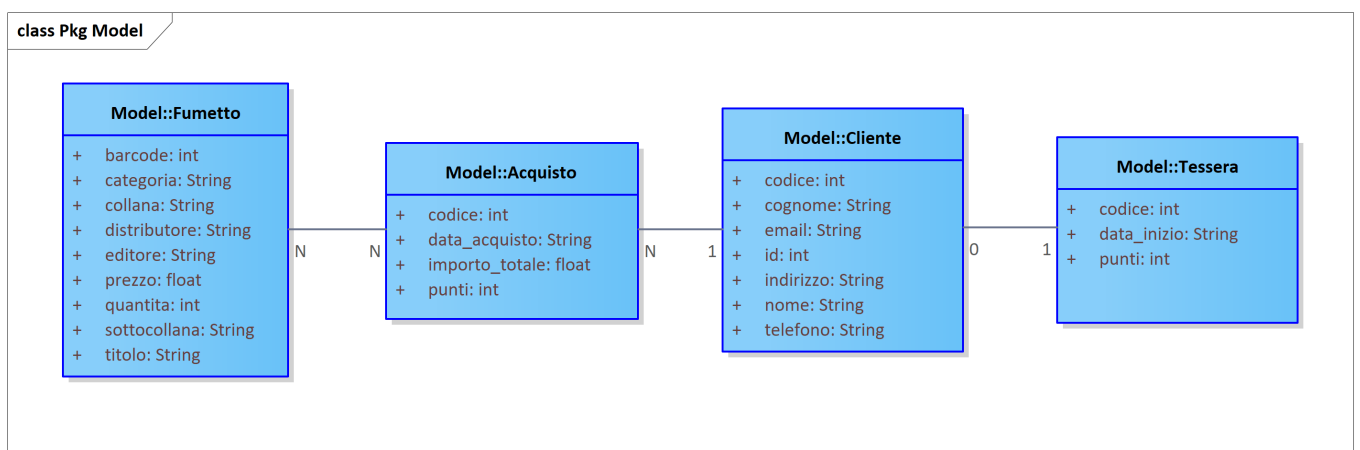 class Pkg Model
Model::Fumetto
+ barcode: int
+ categoria: String
+ collana: String
+ distributore: String
+ editore: String
+ prezzo: float
+ quantita: int
+ sottocollana: String
+ titolo: String
N
N
Model::Acquisto
+ codice: int
+ data_acquisto: String
+ importo_totale: float
+ punti: int
N
1
Model::Cliente
+ codice: int
+ cognome: String
+ email: String
+ id: int
+ indirizzo: String
+ nome: String
+ telefono: String
0
1
Model::Tessera
+ codice: int
+ data_inizio: String
+ punti: int